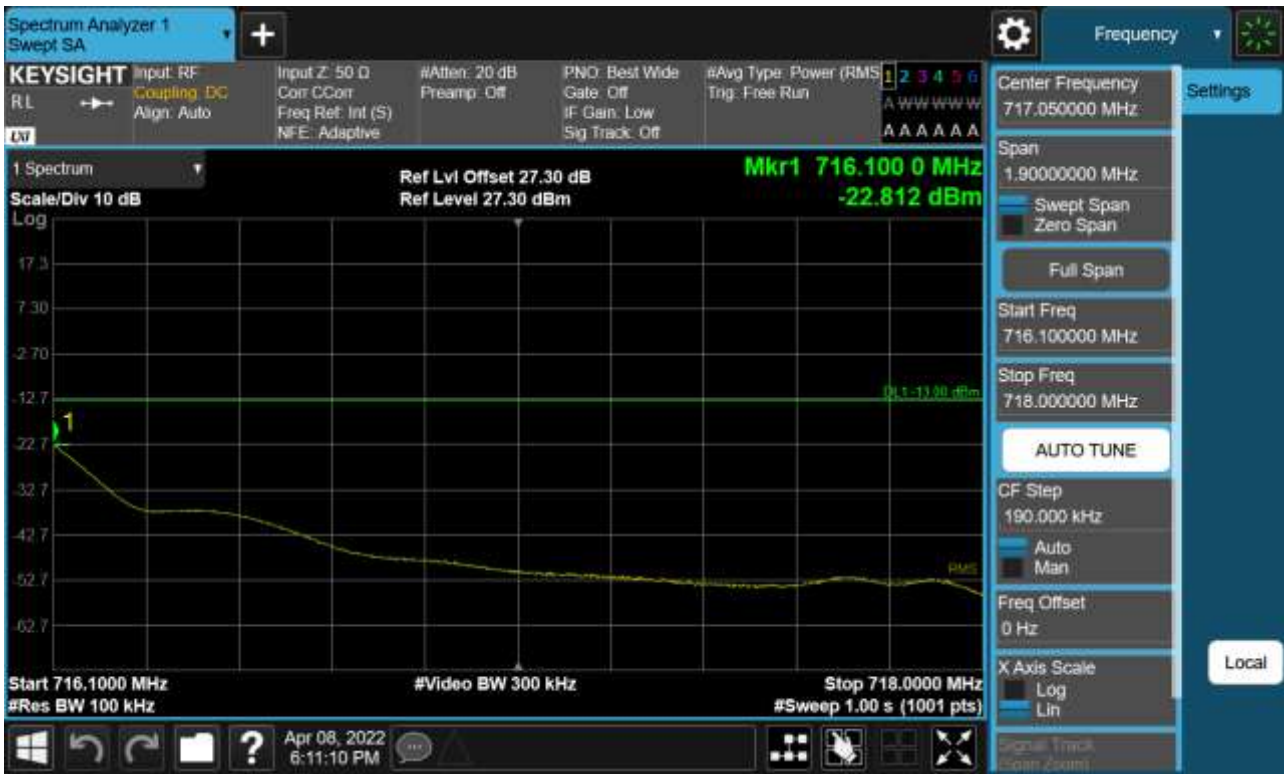 Spectrum Analyzer 1
Swept SA
+
Frequency
KEYSIGHT
RL
LXI
Input: RF
Coupling: DC
Align: Auto
Input Z: 50 Ω
Corr CCorr
Freq Ref: Int (S)
NFE: Adaptive
#Atten: 20 dB
Preamp: Off
PNO: Best Wide
Gate: Off
IF Gain: Low
Sig Track: Off
#Avg Type: Power (RMS
Trig: Free Run
1 2 3 4 5 6
A W W W W W
A A A A A A
1 Spectrum
Scale/Div 10 dB
Log
Ref Lvl Offset 27.30 dB
Ref Level 27.30 dBm
Mkr1 716.100 0 MHz
-22.812 dBm
17.3
7.30
-2.70
-12.7
-22.7
-32.7
-42.7
-52.7
-62.7
DL1 -13.00 dBm
1
RMS
Start 716.1000 MHz
#Res BW 100 kHz
#Video BW 300 kHz
Stop 718.0000 MHz
#Sweep 1.00 s (1001 pts)
Center Frequency
717.050000 MHz
Settings
Span
1.90000000 MHz
Swept Span
Zero Span
Full Span
Start Freq
716.100000 MHz
Stop Freq
718.000000 MHz
AUTO TUNE
CF Step
190.000 kHz
Auto
Man
Freq Offset
0 Hz
X Axis Scale
Log
Lin
Signal Track
(Span Zoom)
Local
?
Apr 08, 2022
6:11:10 PM